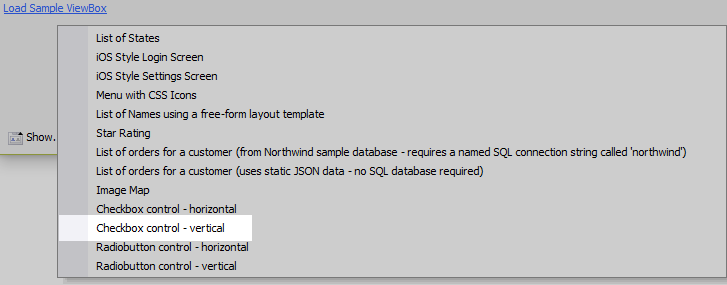 Load Sample ViewBox
List of States
iOS Style Login Screen
iOS Style Settings Screen
Menu with CSS Icons
List of Names using a free-form layout template
Star Rating
Show.
List of orders for a customer (from Northwind sample database - requires a named SQL connection string called 'northwind')
List of orders for a customer (uses static JSON data - no SQL database required)
Image Map
Checkbox control - horizontal
Checkbox control - vertical
Radiobutton control - horizontal
Radiobutton control - vertical